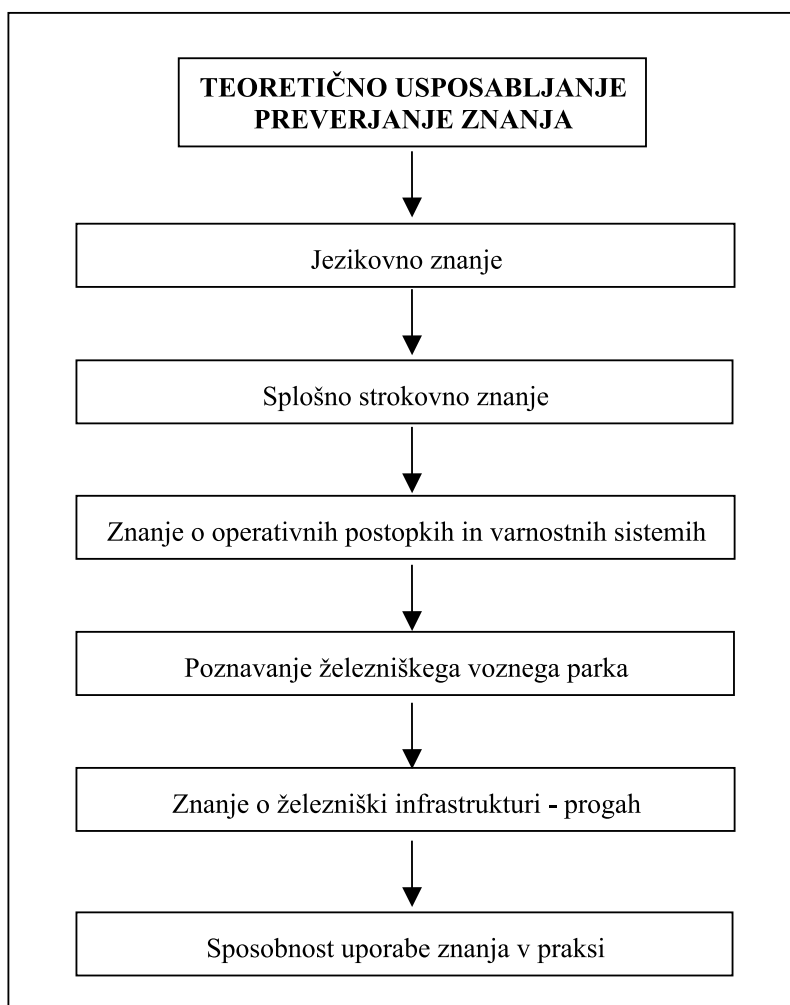 TEORETIČNO USPOSABLJANJE
PREVERJANJE ZNANJA
Jezikovno znanje
Splošno strokovno znanje
Znanje o operativnih postopkih in varnostnih sistemih
Poznavanje železniškega voznega parka
Znanje o železniški infrastrukturi - progah
Sposobnost uporabe znanja v praksi